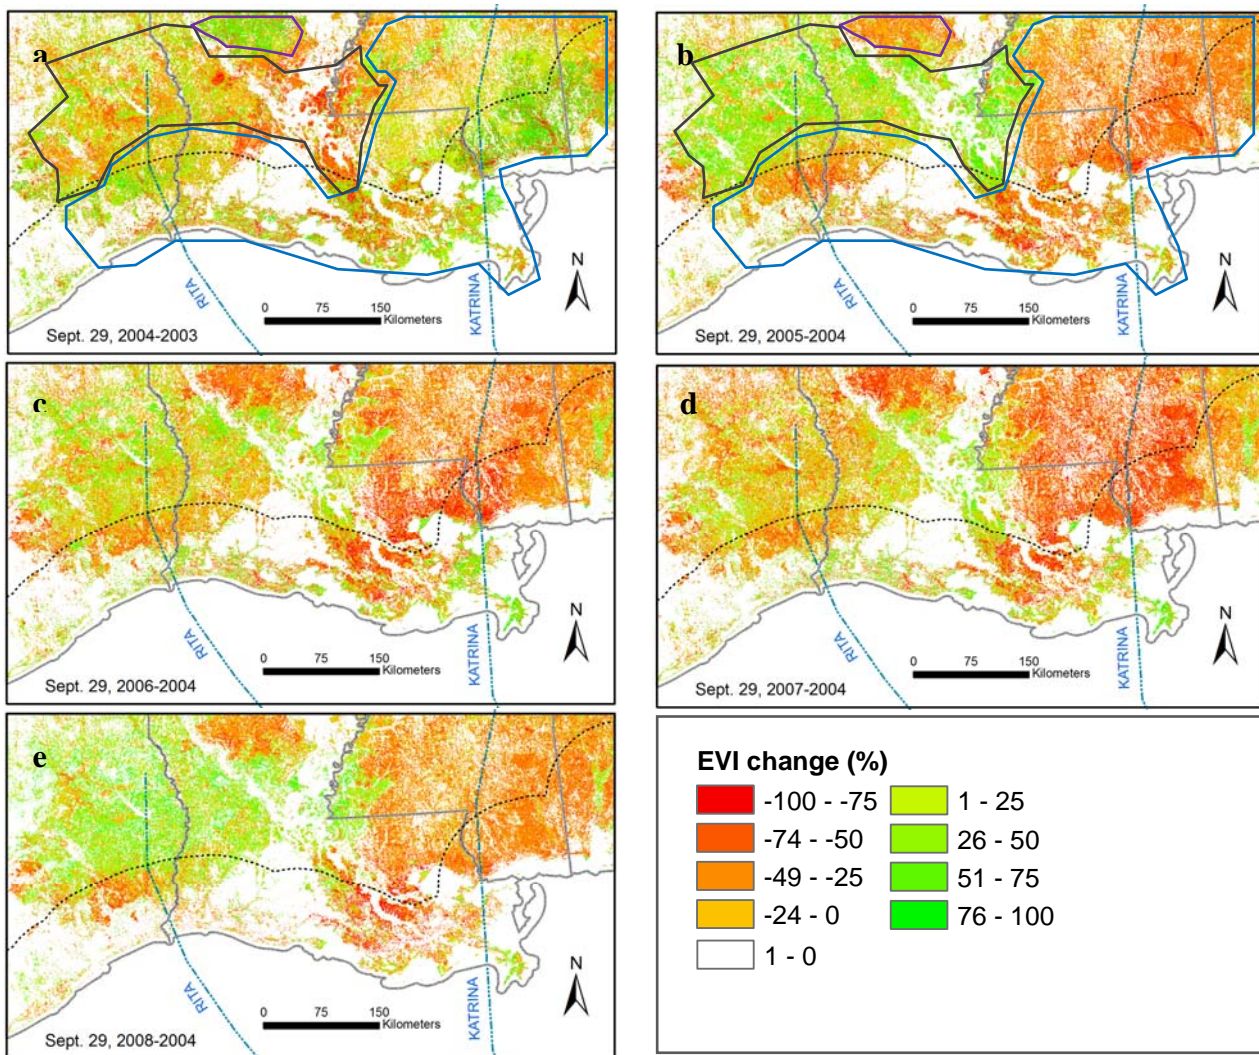 a
RITA
KATRINA
N
0 75 150
Kilometers
Sept. 29, 2004-2003
b
RITA
KATRINA
N
0 75 150
Kilometers
Sept. 29, 2005-2004
c
RITA
KATRINA
N
0 75 150
Kilometers
Sept. 29, 2006-2004
d
RITA
KATRINA
N
0 75 150
Kilometers
Sept. 29, 2007-2004
e
RITA
KATRINA
N
0 75 150
Kilometers
Sept. 29, 2008-2004
EVI change (%)
-100 - -75
-74 - -50
-49 - -25
-24 - 0
1 - 0
1 - 25
26 - 50
51 - 75
76 - 100